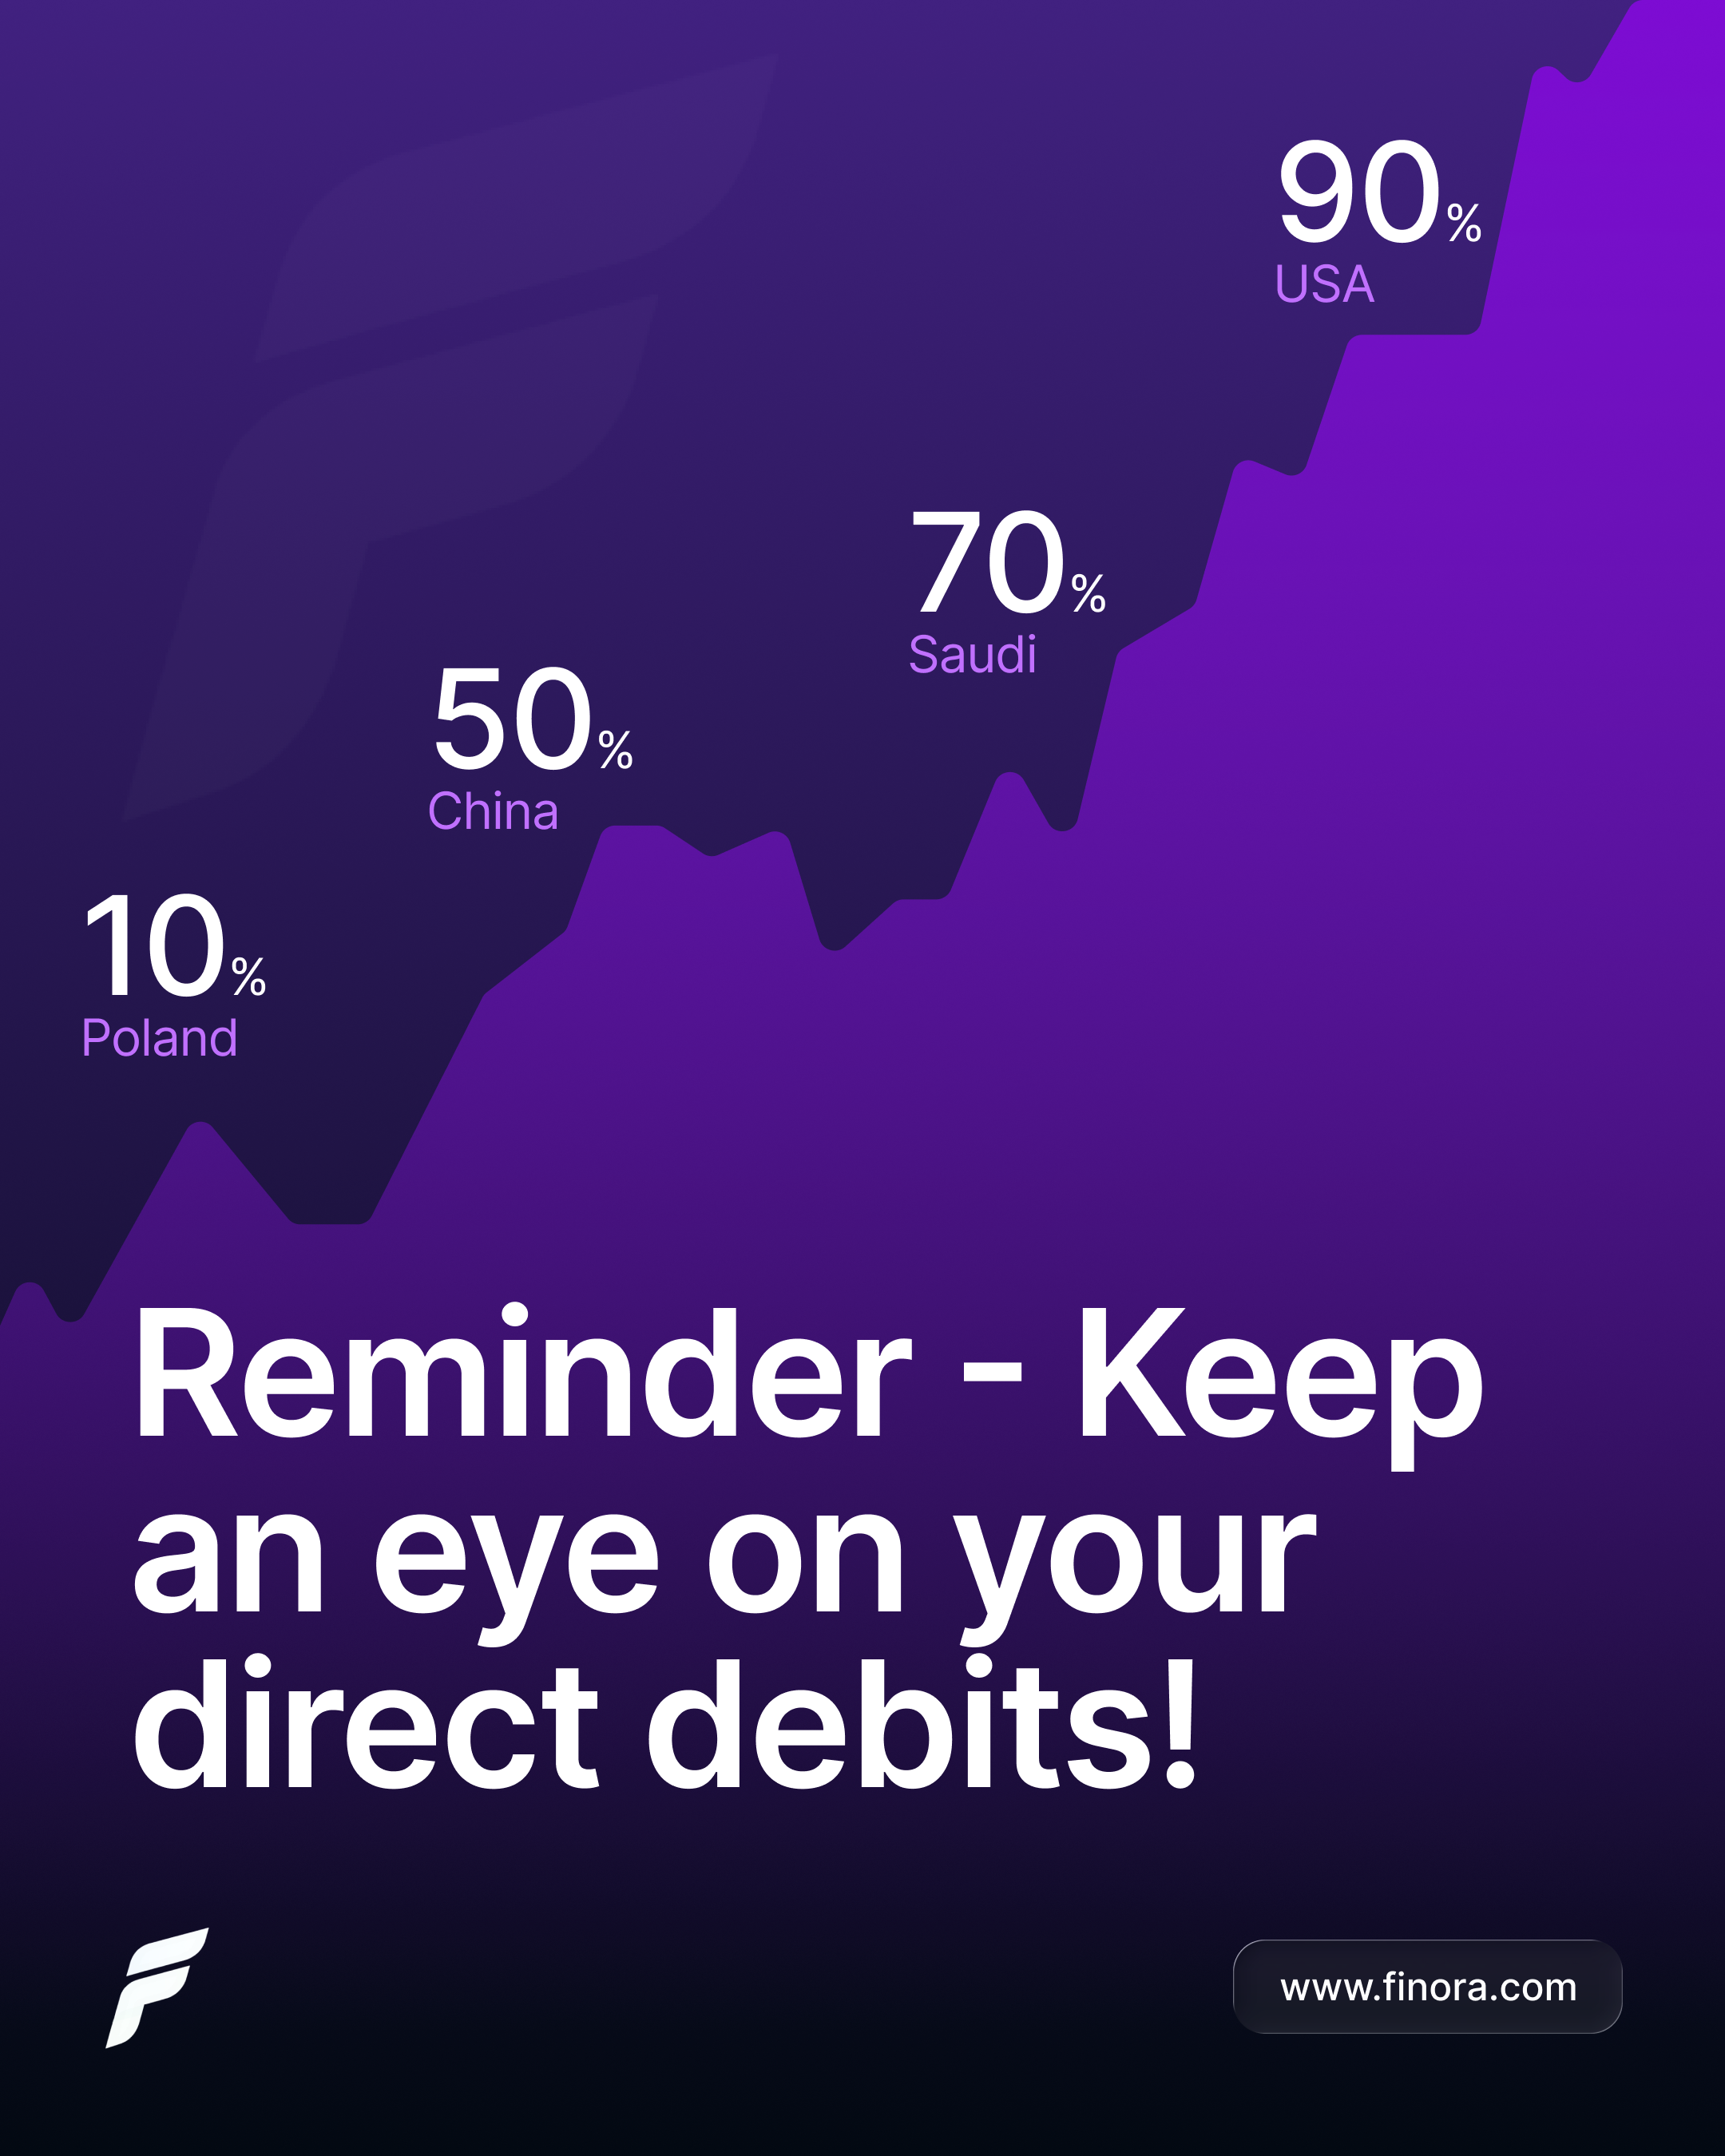 90%
USA
70%
Saudi
50%
China
10%
Poland
Reminder - Keep
an eye on your
direct debits!
www.finora.com